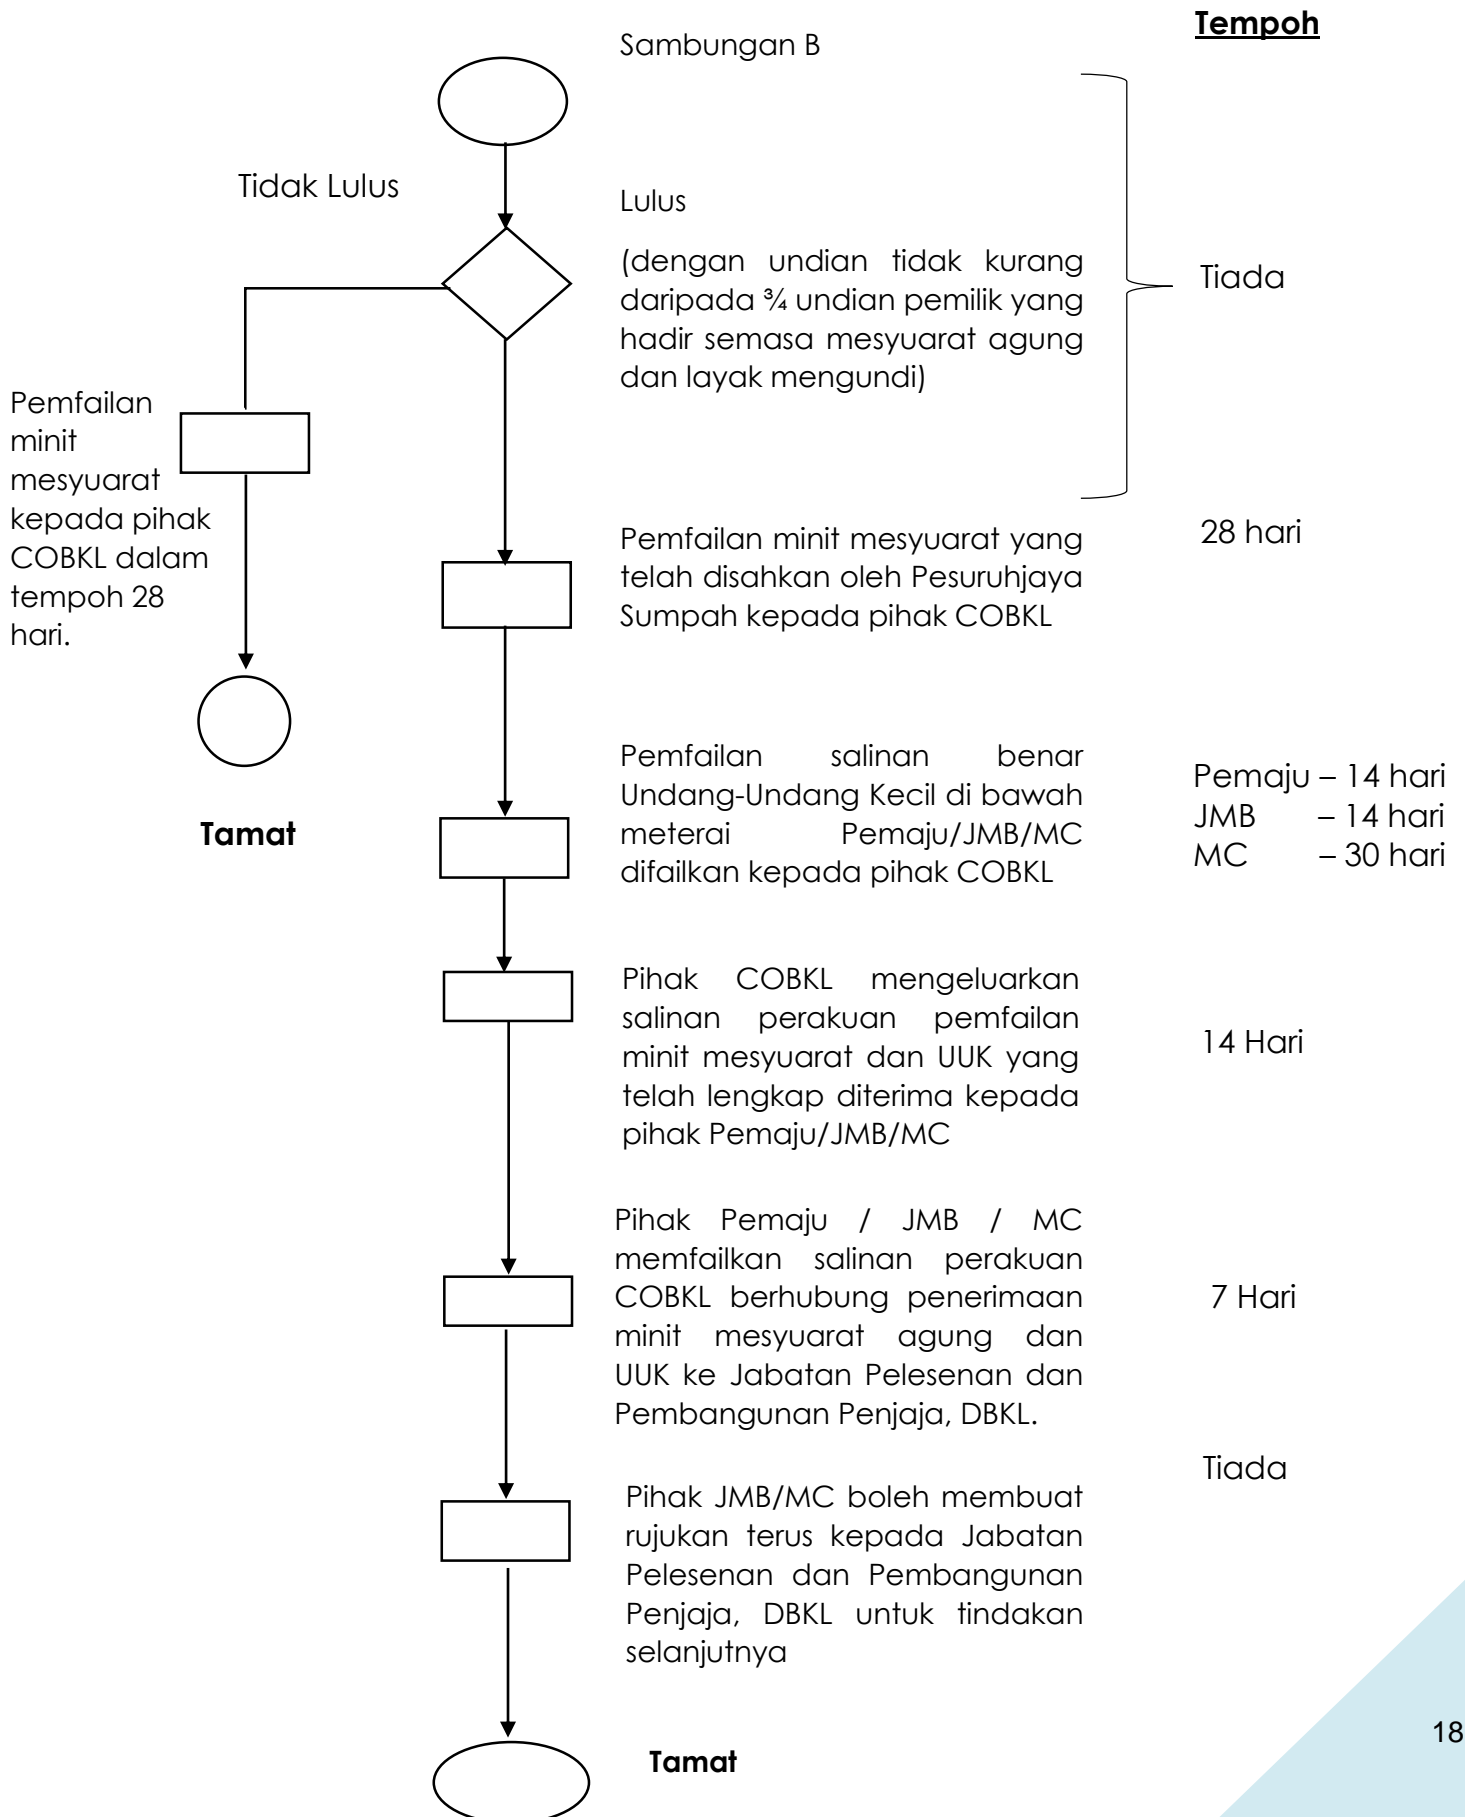 Tempoh
Sambungan B
Tidak Lulus
Lulus
(dengan undian tidak kurang
daripada ¾ undian pemilik yang
hadir semasa mesyuarat agung
dan layak mengundi)
Tiada
Pemfailan
minit
mesyuarat
kepada pihak
COBKL dalam
tempoh 28
hari.
Tamat
Pemfailan minit mesyuarat yang
telah disahkan oleh Pesuruhjaya
Sumpah kepada pihak COBKL
28 hari
Pemfailan salinan benar
Undang-Undang Kecil di bawah
meterai Pemaju/JMB/MC
difailkan kepada pihak COBKL
Pemaju – 14 hari
JMB – 14 hari
MC – 30 hari
Pihak COBKL mengeluarkan
salinan perakuan pemfailan
minit mesyuarat dan UUK yang
telah lengkap diterima kepada
pihak Pemaju/JMB/MC
14 Hari
Pihak Pemaju / JMB / MC
memfailkan salinan perakuan
COBKL berhubung penerimaan
minit mesyuarat agung dan
UUK ke Jabatan Pelesenan dan
Pembangunan Penjaja, DBKL.
7 Hari
Pihak JMB/MC boleh membuat
rujukan terus kepada Jabatan
Pelesenan dan Pembangunan
Penjaja, DBKL untuk tindakan
selanjutnya
Tiada
Tamat
18